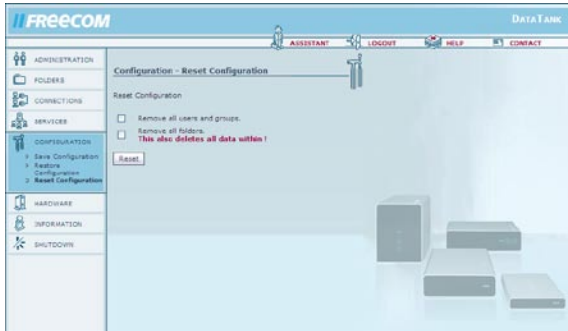 FREECOM
DATATANK
ASSISTANT
LOGOUT
HELP
CONTACT
ADMINISTRATION
FOLDERS
CONNECTIONS
SERVICES
CONFIGURATION
Save Configuration
Restore
Configuration
Reset Configuration
HARDWARE
INFORMATION
SHUTDOWN
Configuration - Reset Configuration
Reset Configuration
Remove all users and groups.
Remove all folders.
This also deletes all data within !
Reset